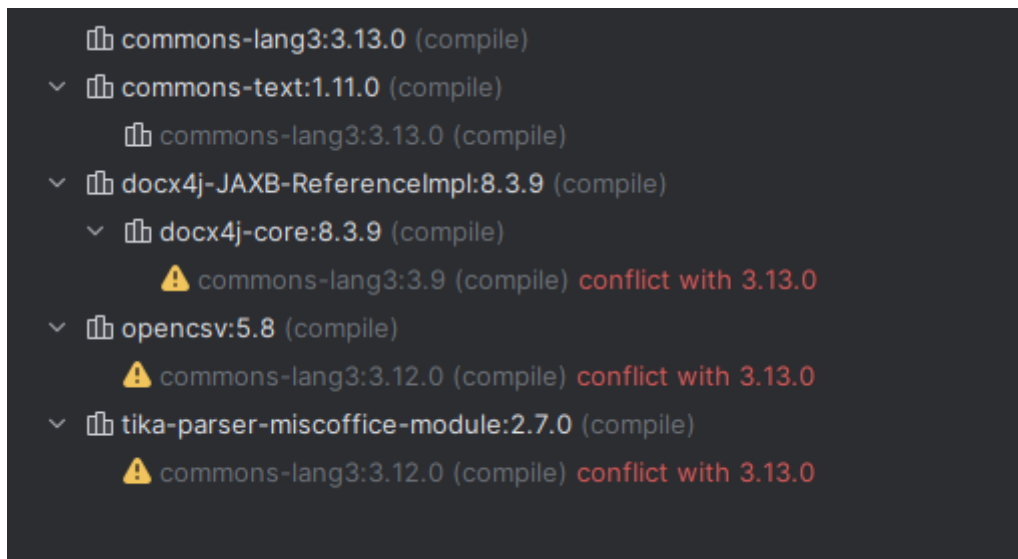 commons-lang3:3.13.0 (compile)
commons-text:1.11.0 (compile)
commons-lang3:3.13.0 (compile)
docx4j-JAXB-ReferenceImpl:8.3.9 (compile)
docx4j-core:8.3.9 (compile)
commons-lang3:3.9 (compile) conflict with 3.13.0
opencsv:5.8 (compile)
commons-lang3:3.12.0 (compile) conflict with 3.13.0
tika-parser-miscoffice-module:2.7.0 (compile)
commons-lang3:3.12.0 (compile) conflict with 3.13.0